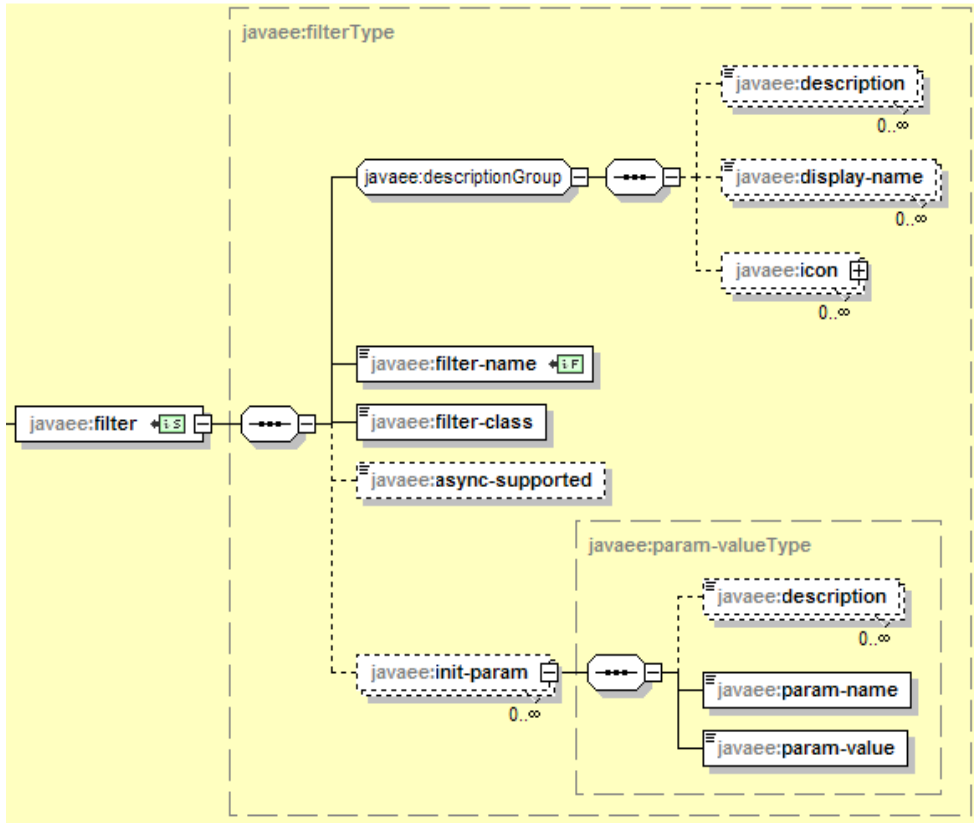 javaee:filterType
javaee:description
0..∞
javaee:descriptionGroup
javaee:display-name
0..∞
javaee:icon
0..∞
javaee:filter-name iF
javaee:filter iS
javaee:filter-class
javaee:async-supported
javaee:param-valueType
javaee:description
0..∞
javaee:init-param
0..∞
javaee:param-name
javaee:param-value